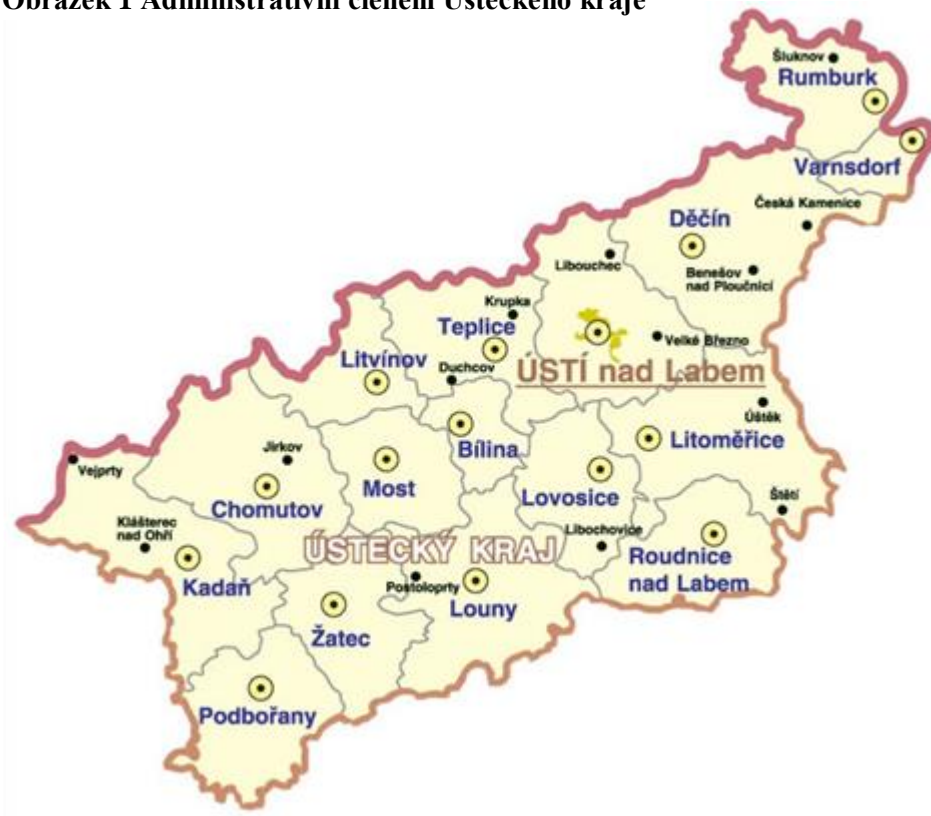 Obrázek 1 Administrativní členění Ústeckého kraje
Šluknov
Rumburk
Varnsdorf
Česká Kamenice
Děčín
Libouchec
Benešov
nad Ploučnicí
Krupka
Teplice
Velké Březno
Litvínov
Duchcov
ÚSTÍ nad Labem
Úštěk
Bílina
Litoměřice
Jirkov
Vejprty
Most
Lovosice
Chomutov
Štětí
Klášterec
nad Ohří
Libochovice
ÚSTECKÝ KRAJ
Roudnice
nad Labem
Kadaň
Postoloprty
Louny
Žatec
Podbořany